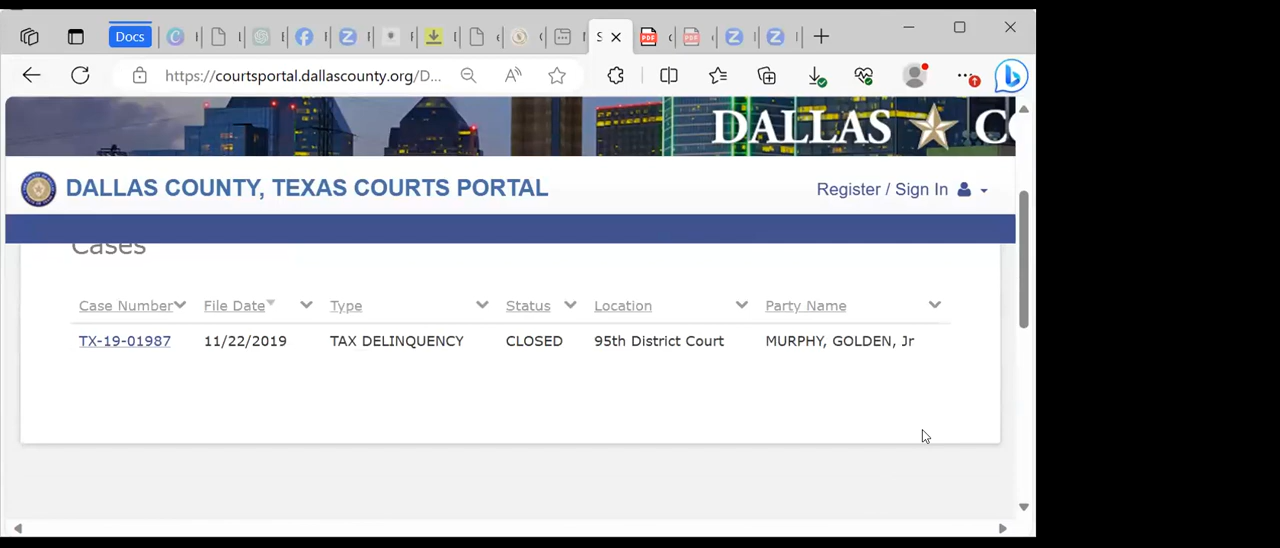 Docs
https://courtsportal.dallascounty.org/D...
DALLAS CO
DALLAS COUNTY, TEXAS COURTS PORTAL
Register / Sign In
Cases
Case Number File Date Type Status Location Party Name
TX-19-01987 11/22/2019 TAX DELINQUENCY CLOSED 95th District Court MURPHY, GOLDEN, Jr